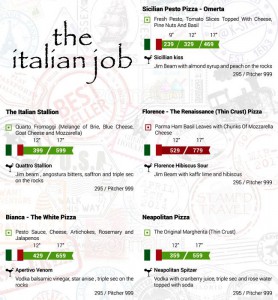 the
italian job
Sicilian Pesto Pizza - Omerta
Fresh Pesto, Tomato Slices Topped With Cheese,
Pine Nuts And Basil
9" 12" 17"
239 / 329 / 469
Sicillian kiss
Jim Beam with almond syrup and peach on the rocks
295 / Pitcher 999
The Italian Stallion
Quarto Fromaggi (Melange of Brie, Blue Cheese,
Goat Cheese and Mozzarella)
12" 17"
399 / 599
Quattro Stallion
Jim beam , angostura bitters, saffron and triple sec
on the rocks
295 / Pitcher 999
Florence - The Renaissance (Thin Crust) Pizza
Parma Ham Basil Leaves with Chunks Of Mozzarella
Cheese
12" 17"
529 / 779
Florence Hibiscus Sour
Jim Beam with kaffir lime and hibiscus
295 / Pitcher 999
Bianca - The White Pizza
Pesto Sauce, Cheese, Artichokes, Rosemary and
Jalapenos
12" 17"
429 / 659
Apertivo Venom
Vodka balsamic vinegar, star anise , triple sec on the
rocks
295 / Pitcher 999
Neapolitan Pizza
The Original Margherita (Thin Crust)
12" 17"
359 / 559
Neapolitan Spitzer
Vodka with cranberry juice, triple sec and rose water
topped with soda
295 / Pitcher 999